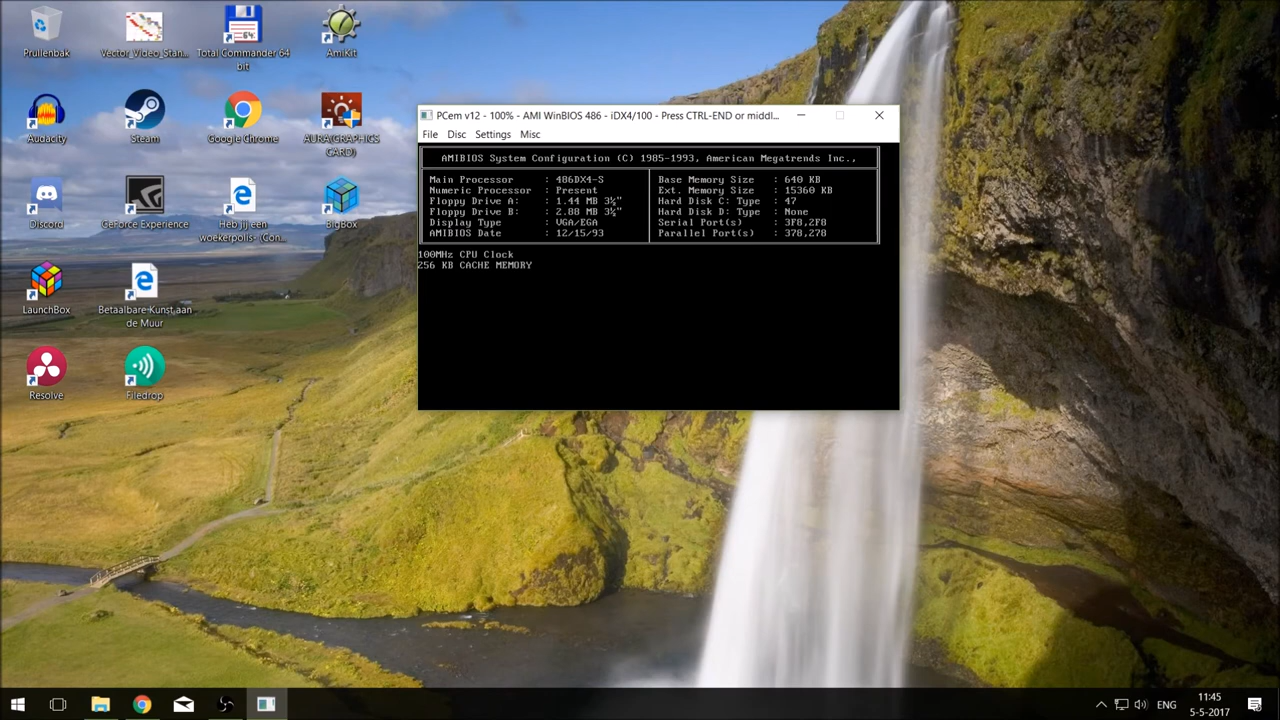 Prullenbak
Vector_Video_Stan...
Total Commander 64 bit
AmiKit
Audacity
Steam
Google Chrome
AURA(GRAPHICS CARD)
Discord
GeForce Experience
Heb jij een woekerpolis- (Con...
BigBox
LaunchBox
Betaalbare Kunst aan de Muur
Resolve
Filedrop
PCem v12 - 100% - AMI WinBIOS 486 - iDX4/100 - Press CTRL-END or middl...
File Disc Settings Misc
AMIBIOS System Configuration (C) 1985-1993, American Megatrends Inc.,
Main Processor : 486DX4-S Base Memory Size : 640 KB
Numeric Processor : Present Ext. Memory Size : 15360 KB
Floppy Drive A: : 1.44 MB 3½" Hard Disk C: Type : 47
Floppy Drive B: : 2.88 MB 3½" Hard Disk D: Type : None
Display Type : VGA/EGA Serial Port(s) : 3F8,2F8
AMIBIOS Date : 12/15/93 Parallel Port(s) : 378,278
100MHz CPU Clock
256 KB CACHE MEMORY
ENG
11:45
5-5-2017